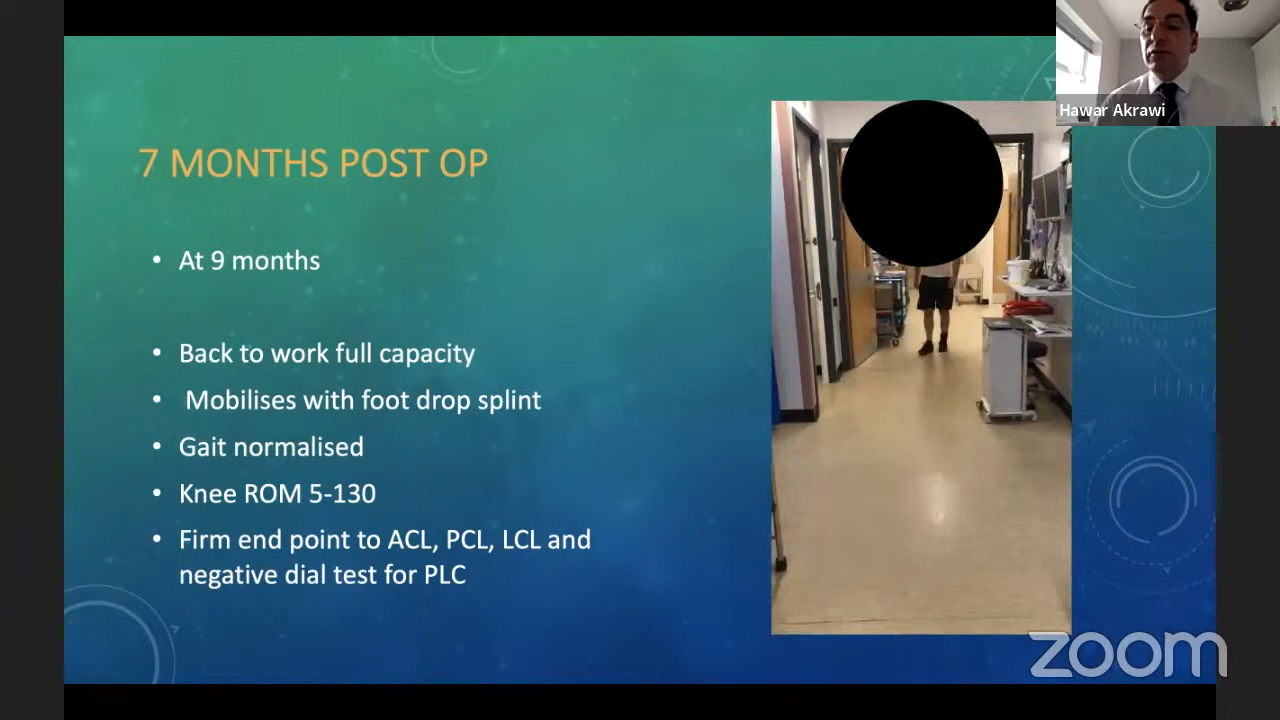 Hawar Akrawi
7 MONTHS POST OP
• At 9 months
• Back to work full capacity
• Mobilises with foot drop splint
• Gait normalised
• Knee ROM 5-130
• Firm end point to ACL, PCL, LCL and
negative dial test for PLC
zoom